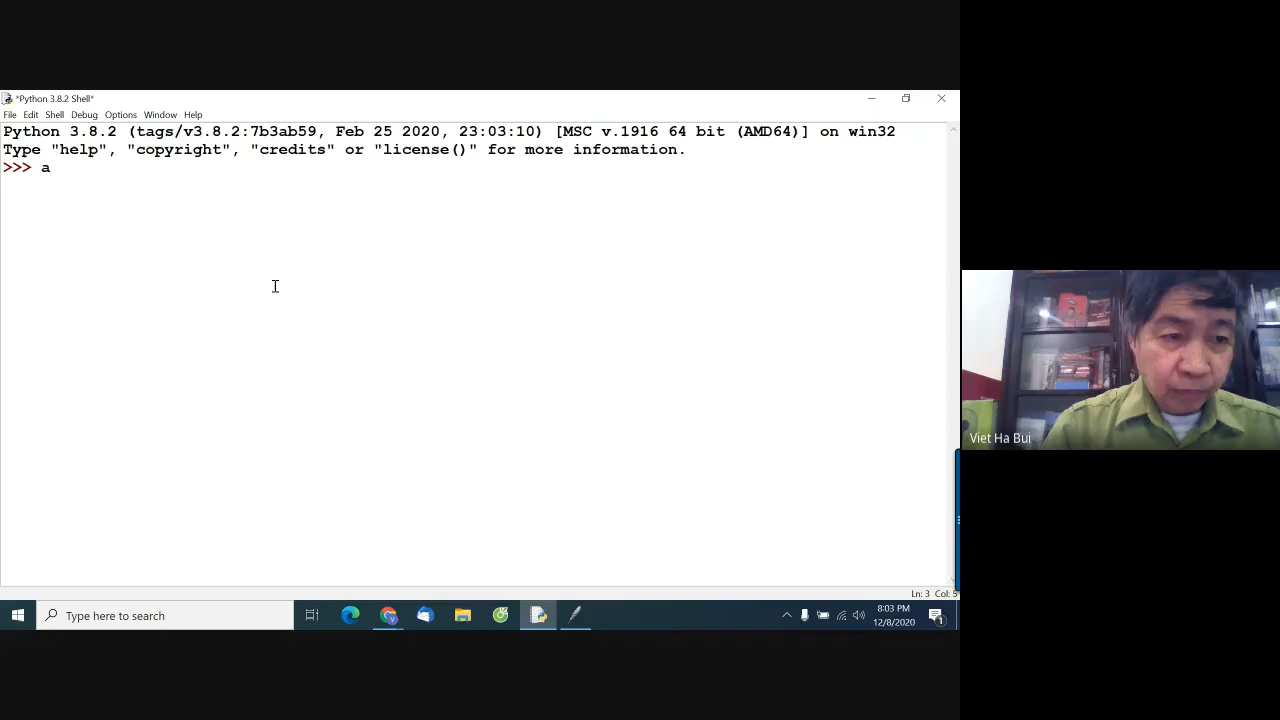 *Python 3.8.2 Shell*
File Edit Shell Debug Options Window Help
Python 3.8.2 (tags/v3.8.2:7b3ab59, Feb 25 2020, 23:03:10) [MSC v.1916 64 bit (AMD64)] on win32
Type "help", "copyright", "credits" or "license()" for more information.
>>> a
Viet Ha Bui
Ln: 3 Col: 5
Type here to search
8:03 PM
12/8/2020
1